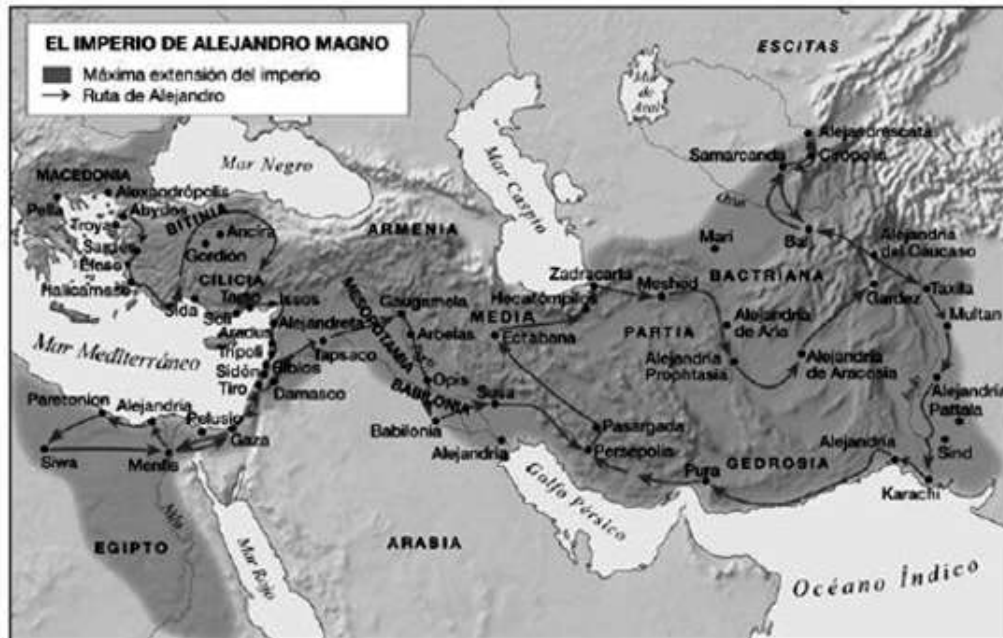 EL IMPERIO DE ALEJANDRO MAGNO
Máxima extensión del imperio
Ruta de Alejandro
ESCITAS
Mar de Aral
Mar Negro
Mar Caspio
Alejandrescata
Cirópolis
Samarcanda
Oxus
MACEDONIA
Pella
Alexandrópolis
Abydos
Troya
Sardes
Éfeso
Halicarnaso
BITINIA
Ancira
Gordión
CILICIA
Sida
Soli
Tarso
Issos
ARMENIA
Mari
Bal
BACTRIANA
Alejandría del Caucaso
Gardez
Taxilla
Multan
Zadracarta
Meshed
Hecatómpilos
MEDIA
Ecbabana
PARTIA
Alejandría de Aria
Alejandría Prophtasia
Alejandría de Aracosia
MESOPOTAMIA
Gaugamela
Arbelas
Alejandreta
Aradus
Trípoli
Biblos
Sidón
Tiro
Damasco
Tapsaco
Mar Mediterráneo
Opis
BABILONIA
Susa
Babilonia
Alejandría
Pasargada
Persépolis
Paretonion
Alejandría
Pelusio
Gaza
Siwa
Menfis
Nilo
EGIPTO
Mar Rojo
ARABIA
Golfo Pérsico
Pura
GEDROSIA
Alejandría
Karachi
Alejandría
Pattala
Sind
Océano Índico